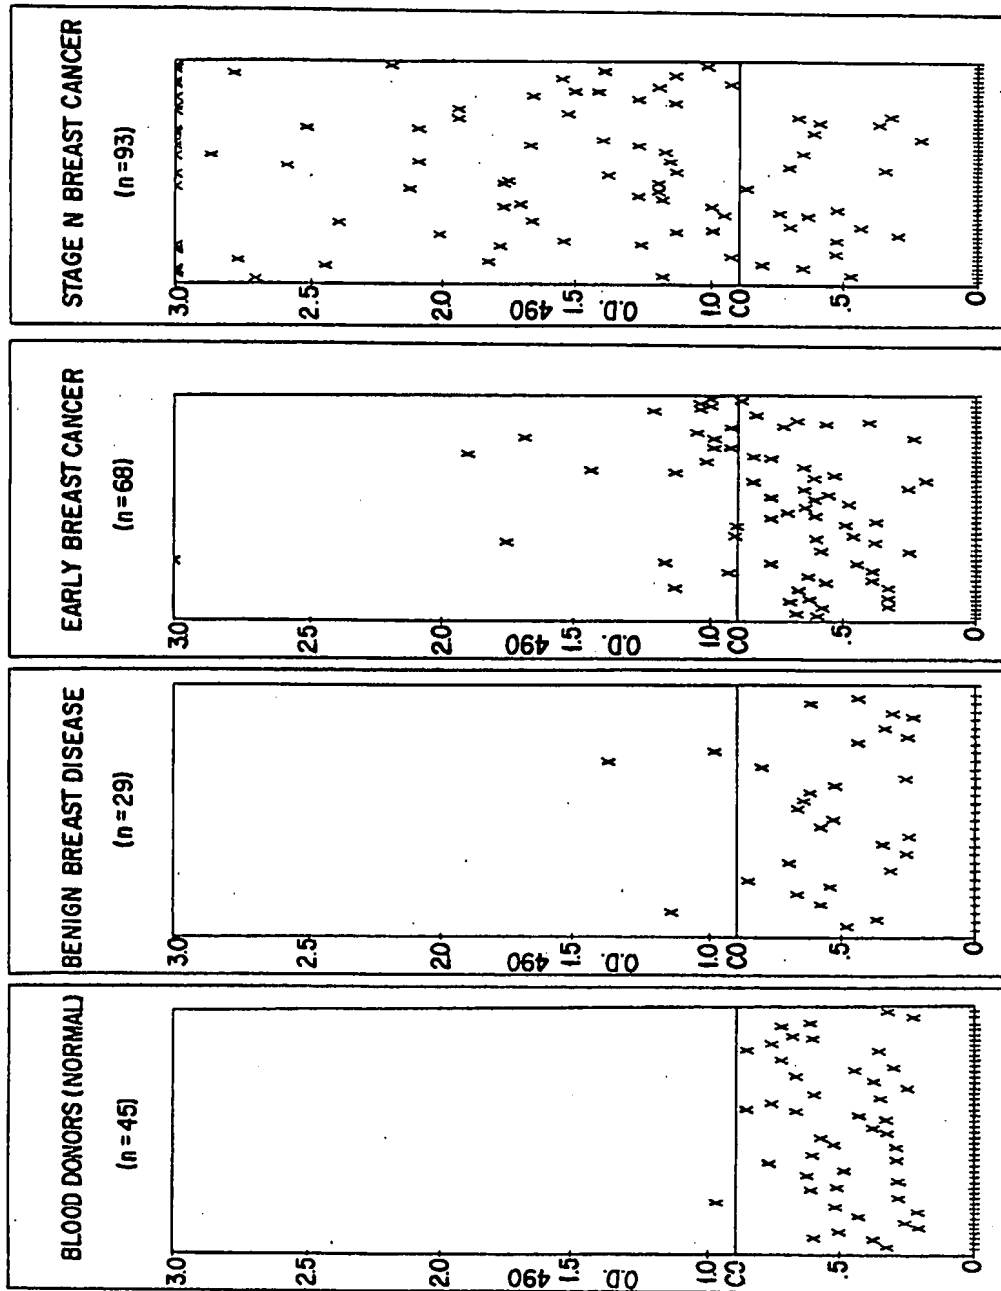 BLOOD DONORS (NORMAL)
(n=45)
3.0
2.5
2.0
490
1.5
O.D.
1.0
CO
.5
0
BENIGN BREAST DISEASE
(n=29)
3.0
2.5
2.0
490
1.5
O.D.
1.0
CO
.5
0
EARLY BREAST CANCER
(n=68)
3.0
2.5
2.0
490
1.5
O.D.
1.0
CO
.5
0
STAGE N BREAST CANCER
(n=93)
3.0
2.5
2.0
490
1.5
O.D.
1.0
CO
.5
0